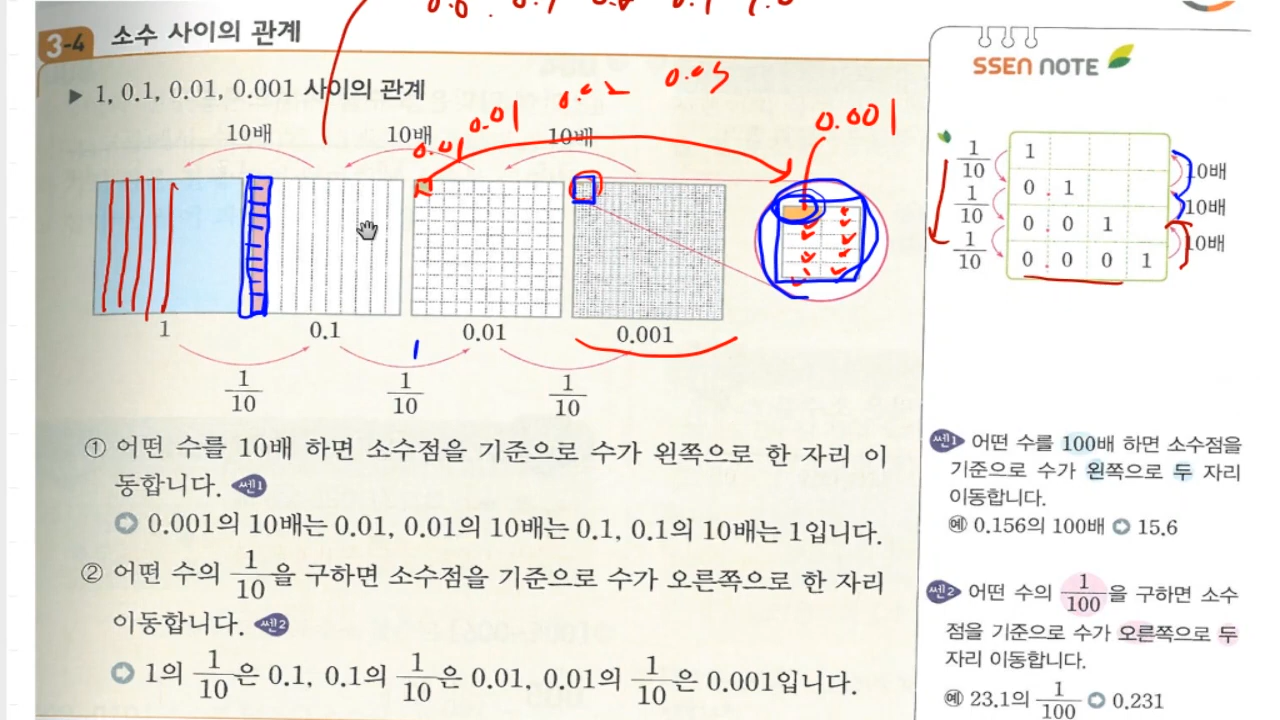 3-4 소수 사이의 관계
▶ 1, 0.1, 0.01, 0.001 사이의 관계
10배 10배 10배
0.01 0.01 0.02 0.03
0.001
1 0.1 0.01 0.001
1/10 1/10 1/10
① 어떤 수를 10배 하면 소수점을 기준으로 수가 왼쪽으로 한 자리 이
동합니다. 쎈1
➲ 0.001의 10배는 0.01, 0.01의 10배는 0.1, 0.1의 10배는 1입니다.
② 어떤 수의 1/10을 구하면 소수점을 기준으로 수가 오른쪽으로 한 자리
이동합니다. 쎈2
➲ 1의 1/10은 0.1, 0.1의 1/10은 0.01, 0.01의 1/10은 0.001입니다.
SSEN NOTE
1
1/10 10배
0 . 1
1/10 10배
0 . 0 1
1/10 10배
0 . 0 0 1
쎈1 어떤 수를 100배 하면 소수점을
기준으로 수가 왼쪽으로 두 자리
이동합니다.
예 0.156의 100배 ➲ 15.6
쎈2 어떤 수의 1/100을 구하면 소수
점을 기준으로 수가 오른쪽으로 두
자리 이동합니다.
예 23.1의 1/100 ➲ 0.231